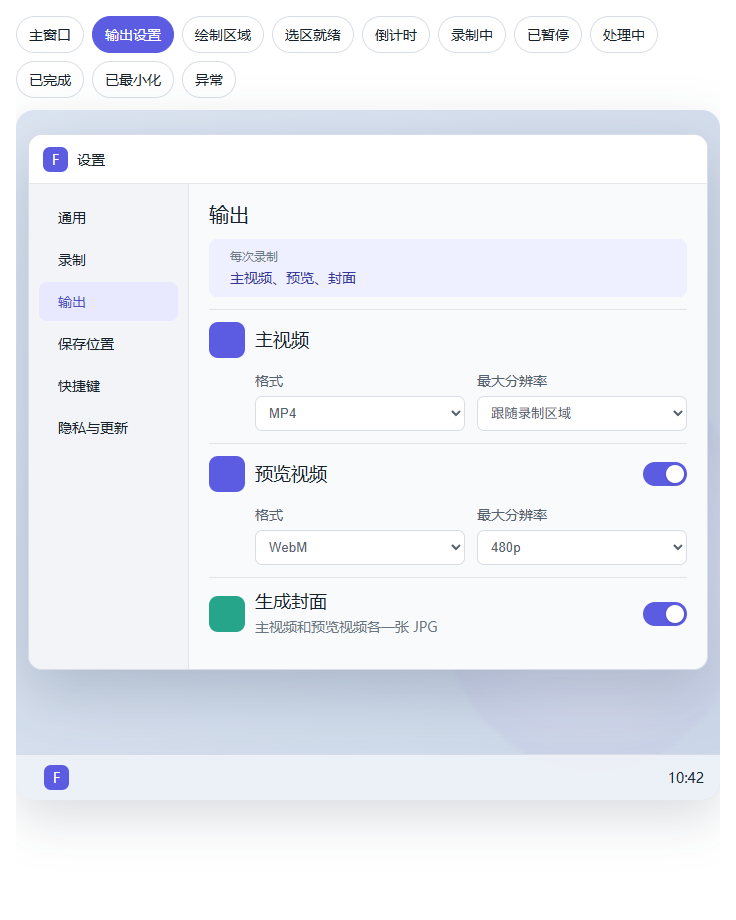 主窗口 输出设置 绘制区域 选区就绪 倒计时 录制中 已暂停 处理中
已完成 已最小化 异常
F 设置
通用
录制
输出
保存位置
快捷键
隐私与更新
输出
每次录制
主视频、预览、封面
主视频
格式 最大分辨率
MP4 跟随录制区域
预览视频
格式 最大分辨率
WebM 480p
生成封面
主视频和预览视频各一张 JPG
F 10:42